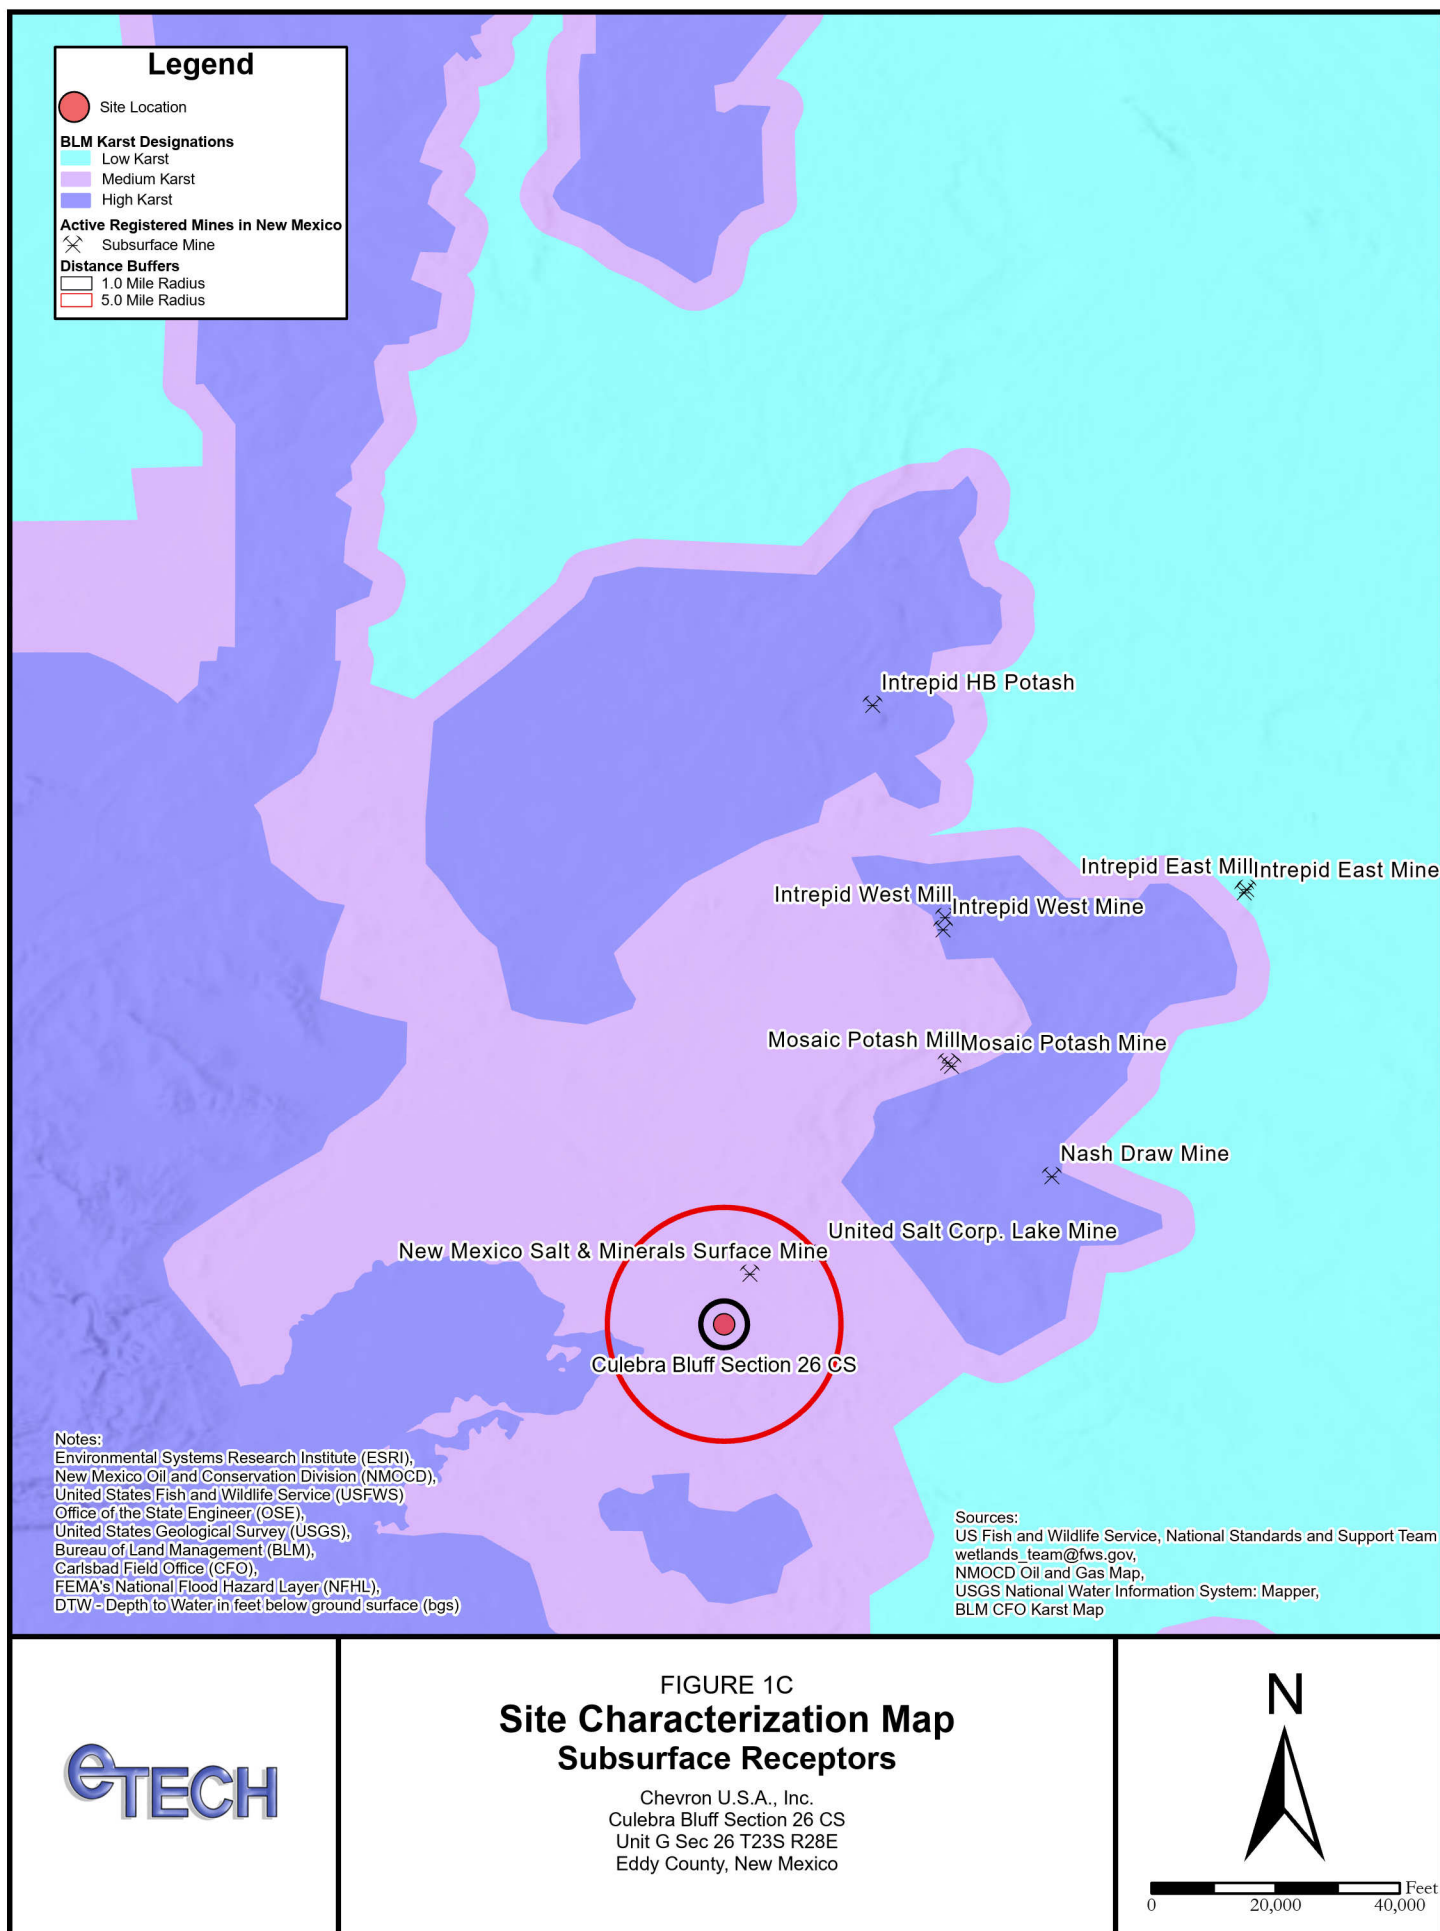 Legend
Site Location
BLM Karst Designations
Low Karst
Medium Karst
High Karst
Active Registered Mines in New Mexico
Subsurface Mine
Distance Buffers
1.0 Mile Radius
5.0 Mile Radius
Intrepid HB Potash
Intrepid East Mill
Intrepid East Mine
Intrepid West Mill
Intrepid West Mine
Mosaic Potash Mill
Mosaic Potash Mine
Nash Draw Mine
United Salt Corp. Lake Mine
New Mexico Salt & Minerals Surface Mine
Culebra Bluff Section 26 CS
Notes:
Environmental Systems Research Institute (ESRI),
New Mexico Oil and Conservation Division (NMOCD),
United States Fish and Wildlife Service (USFWS)
Office of the State Engineer (OSE),
United States Geological Survey (USGS),
Bureau of Land Management (BLM),
Carlsbad Field Office (CFO),
FEMA's National Flood Hazard Layer (NFHL),
DTW - Depth to Water in feet below ground surface (bgs)
Sources:
US Fish and Wildlife Service, National Standards and Support Team
wetlands_team@fws.gov,
NMOCD Oil and Gas Map,
USGS National Water Information System: Mapper,
BLM CFO Karst Map
eTECH
FIGURE 1C
Site Characterization Map
Subsurface Receptors
Chevron U.S.A., Inc.
Culebra Bluff Section 26 CS
Unit G Sec 26 T23S R28E
Eddy County, New Mexico
N
Feet
0 20,000 40,000